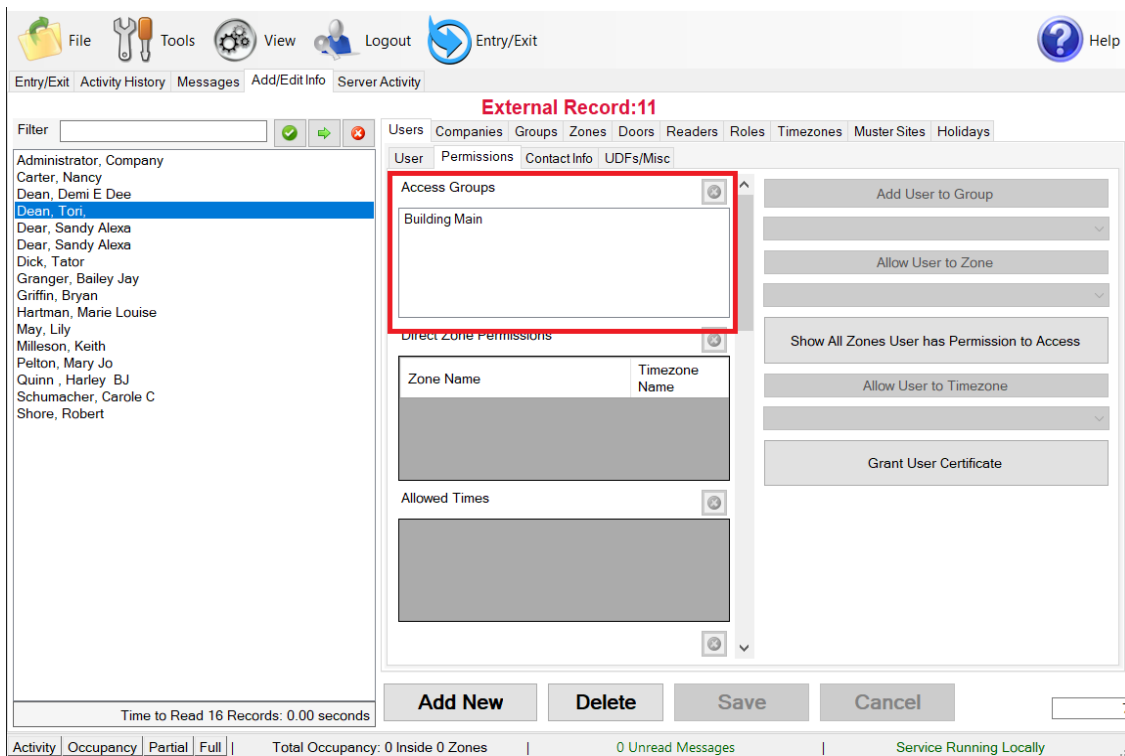 File Tools View Logout Entry/Exit Help
Entry/Exit Activity History Messages Add/Edit Info Server Activity
External Record:11
Filter
Users Companies Groups Zones Doors Readers Roles Timezones Muster Sites Holidays
User Permissions Contact Info UDFs/Misc
Administrator, Company
Carter, Nancy
Dean, Demi E Dee
Dean, Tori,
Dear, Sandy Alexa
Dear, Sandy Alexa
Dick, Tator
Granger, Bailey Jay
Griffin, Bryan
Hartman, Marie Louise
May, Lily
Milleson, Keith
Pelton, Mary Jo
Quinn , Harley BJ
Schumacher, Carole C
Shore, Robert
Time to Read 16 Records: 0.00 seconds
Access Groups
Building Main
Direct Zone Permissions
Zone Name
Timezone
Name
Allowed Times
Add User to Group
Allow User to Zone
Show All Zones User has Permission to Access
Allow User to Timezone
Grant User Certificate
Add New Delete Save Cancel
Activity Occupancy Partial Full | Total Occupancy: 0 Inside 0 Zones | 0 Unread Messages | Service Running Locally